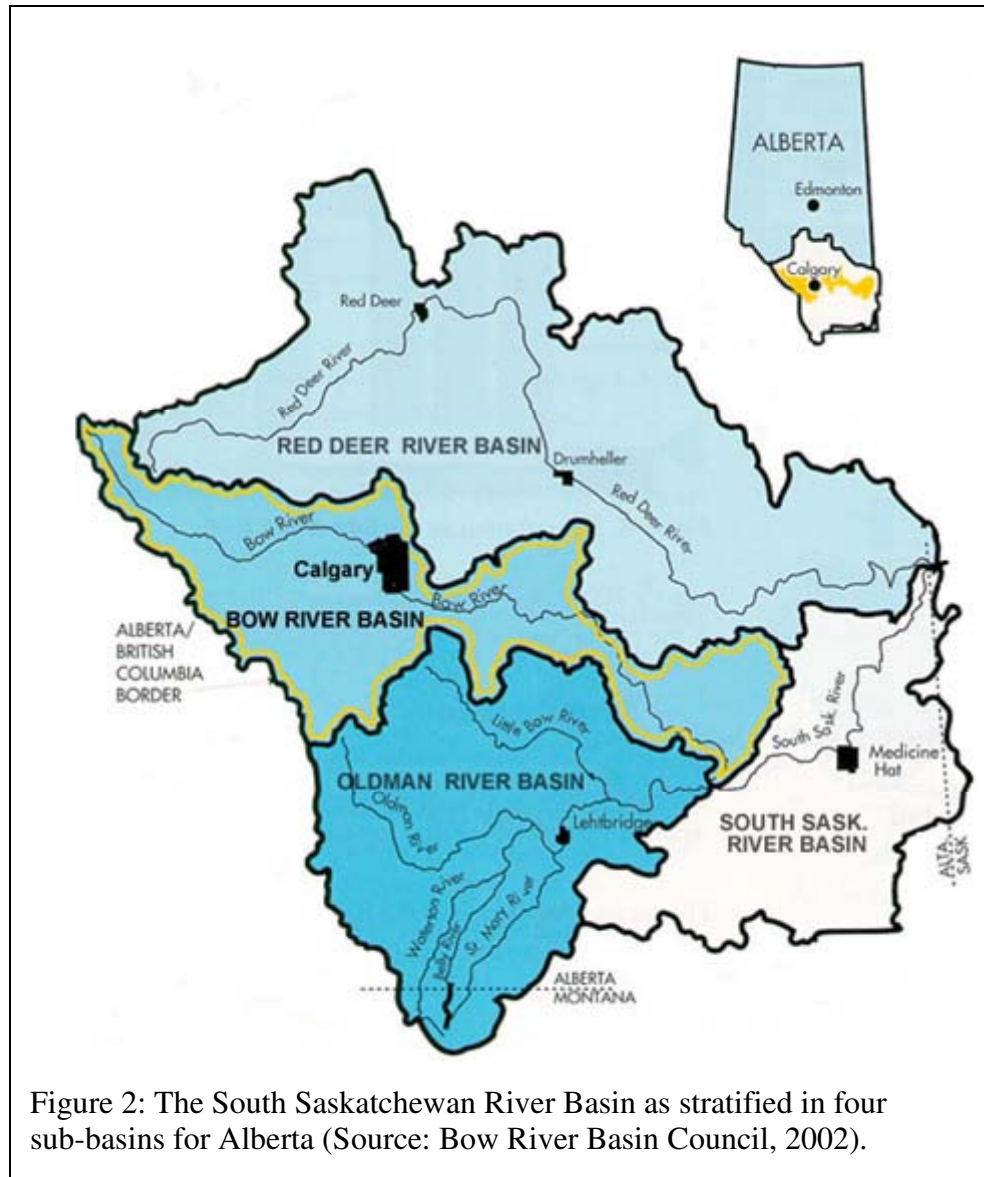 ALBERTA
Edmonton
Calgary
Red Deer
Red Deer River
RED DEER RIVER BASIN
Drumheller
Red Deer River
Bow River
Calgary
Bow River
BOW RIVER BASIN
ALBERTA/
BRITISH
COLUMBIA
BORDER
Little Bow River
South Sask. River
Medicine
Hat
OLDMAN RIVER BASIN
Oldman River
Lehtbridge
SOUTH SASK.
RIVER BASIN
ALTA
SASK
Waterton River
Belly River
St Mary River
ALBERTA
MONTANA
Figure 2: The South Saskatchewan River Basin as stratified in four
sub-basins for Alberta (Source: Bow River Basin Council, 2002).